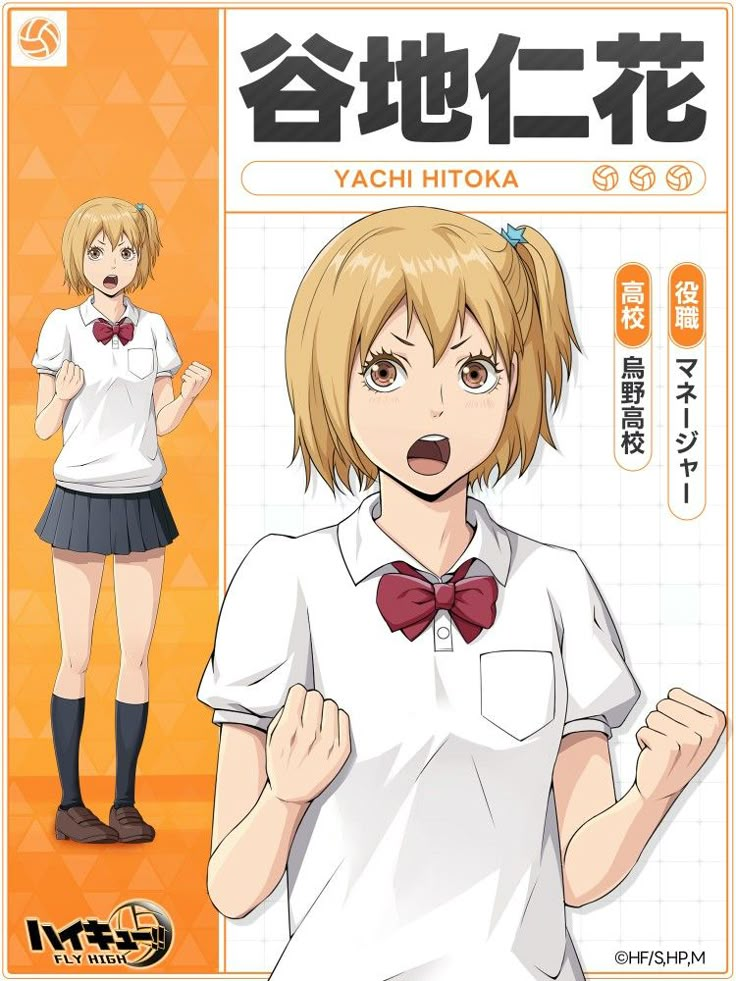 谷地仁花
YACHI HITOKA
役職 マネージャー
高校 烏野高校
ハイキュー!!
FLY HIGH
©HF/S,HP,M